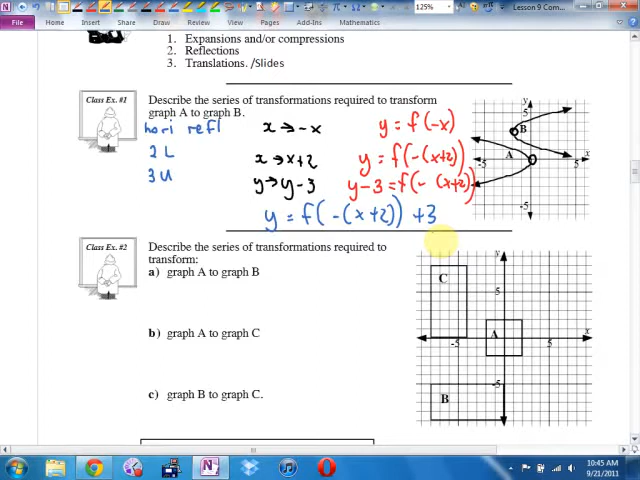 125%
Lesson 9 Com...
File Home Insert Share Draw Review View Pages Add-Ins Mathematics
1. Expansions and/or compressions
2. Reflections
3. Translations. /Slides
Class Ex. #1
Describe the series of transformations required to transform
graph A to graph B.
hori refl x → -x y = f(-x)
2 L x → x+2 y = f(-(x+2))
3 U y → y-3 y-3 = f(-(x+2))
y = f(-(x+2)) +3
y
5
B
A
-5
5
x
-5
Class Ex. #2
Describe the series of transformations required to
transform:
a) graph A to graph B
b) graph A to graph C
c) graph B to graph C.
y
C
5
A
x
-5
5
-5
B
10:45 AM
9/21/2011